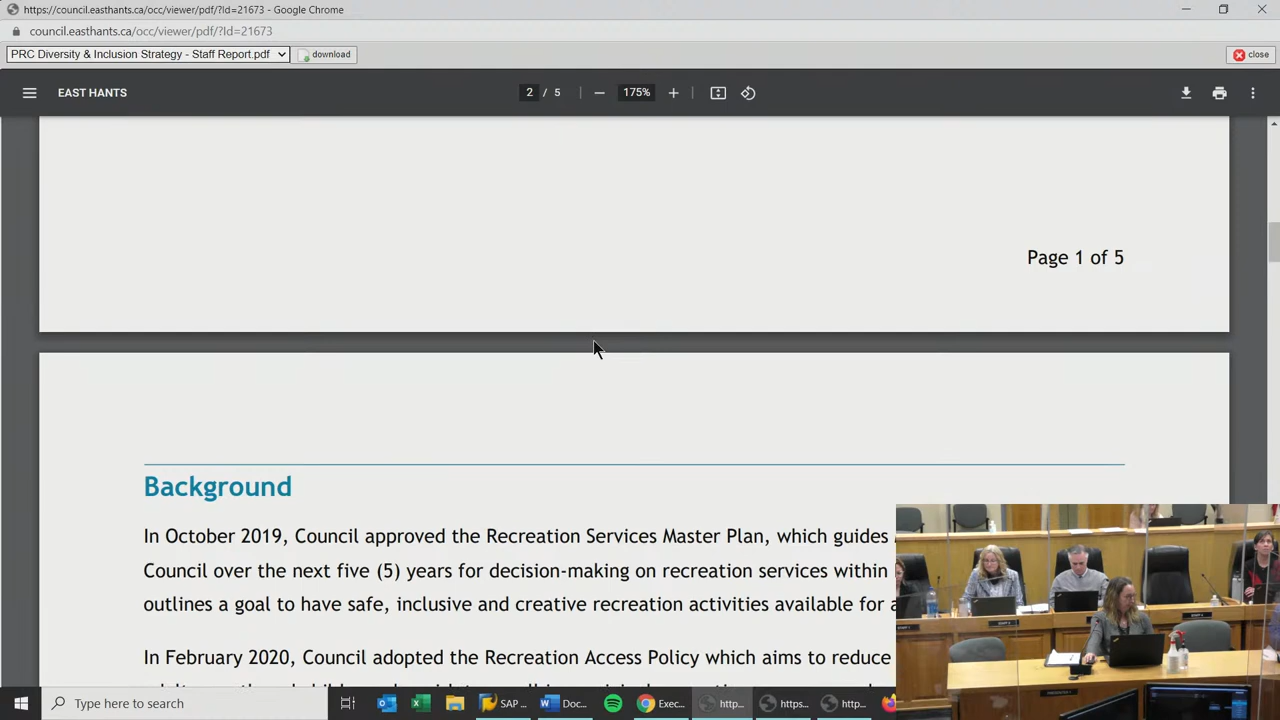 https://council.easthants.ca/occ/viewer/pdf/?Id=21673 - Google Chrome
council.easthants.ca/occ/viewer/pdf/?Id=21673
PRC Diversity & Inclusion Strategy - Staff Report.pdf
download
close
EAST HANTS
2 / 5
175%
Page 1 of 5
Background
In October 2019, Council approved the Recreation Services Master Plan, which guides
Council over the next five (5) years for decision-making on recreation services within
outlines a goal to have safe, inclusive and creative recreation activities available for
In February 2020, Council adopted the Recreation Access Policy which aims to reduce
Type here to search
SAP ...
Doc...
Exec...
http...
https...
http...